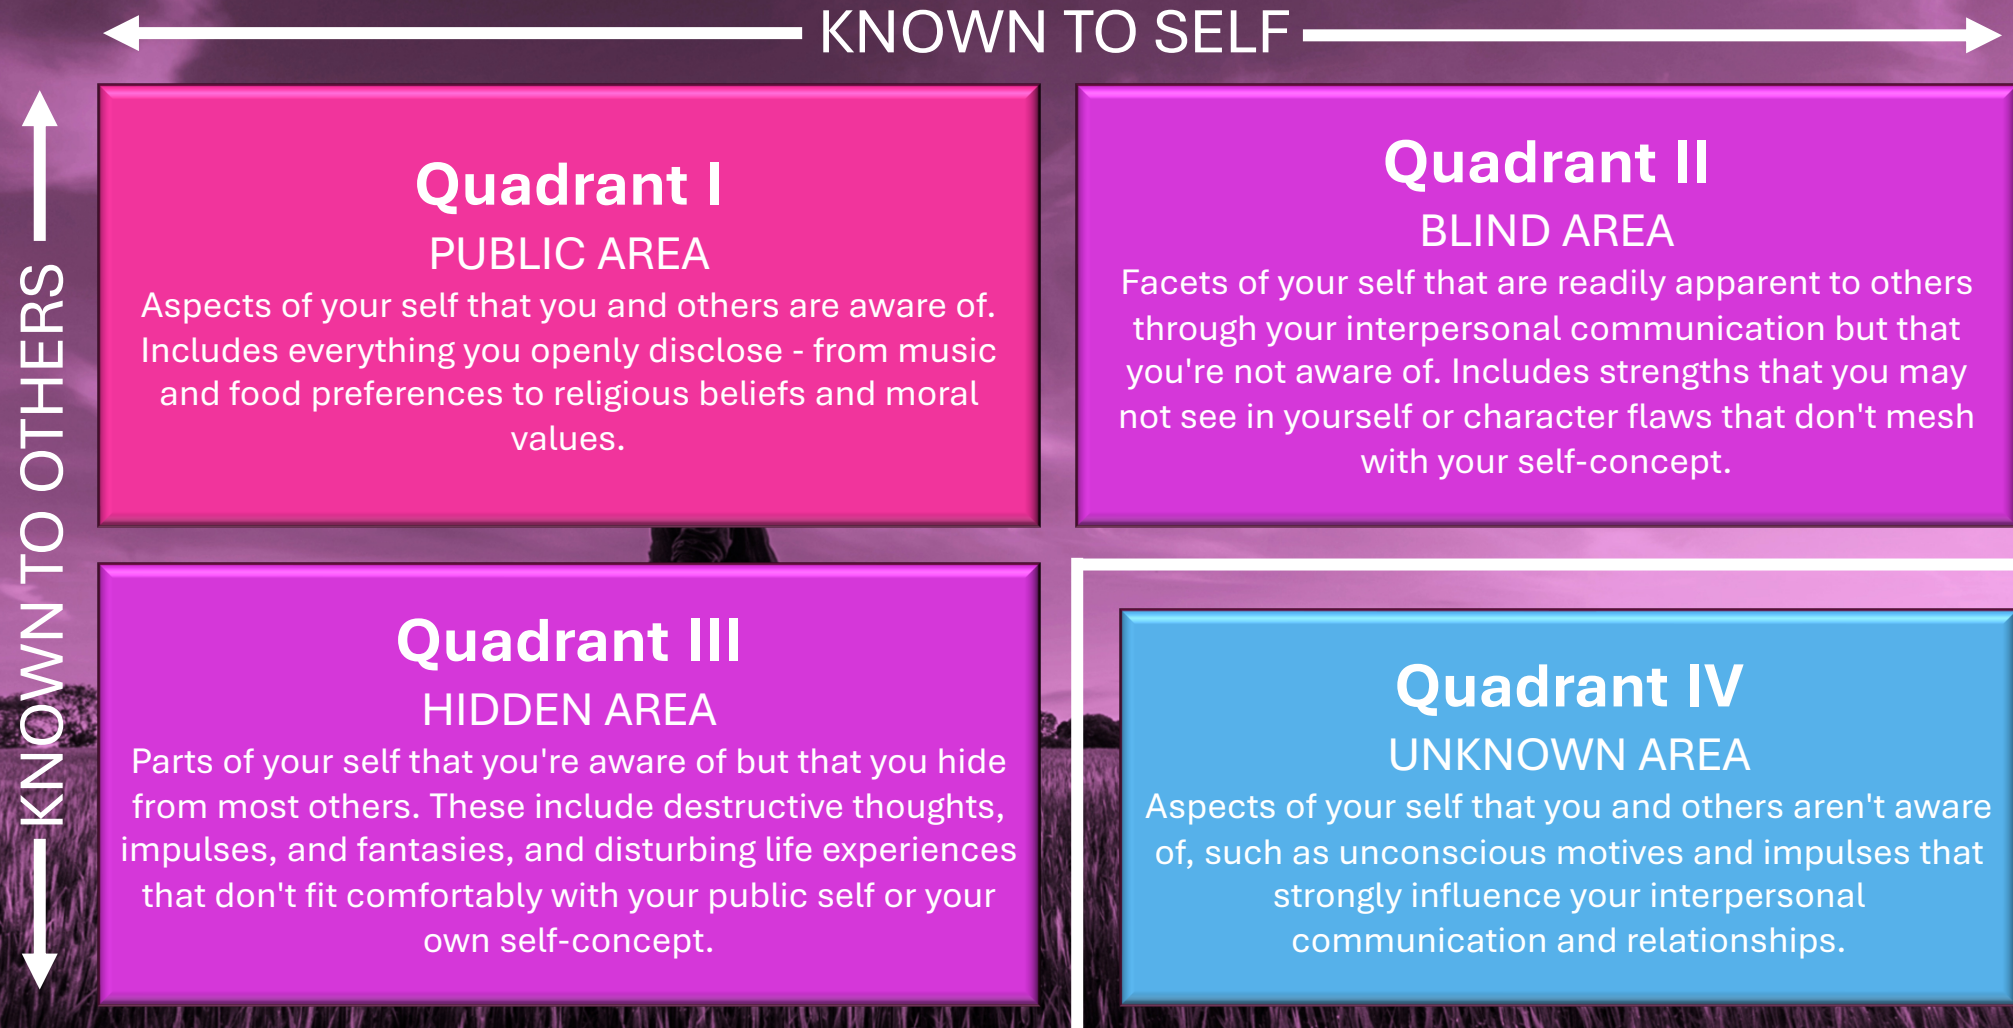 KNOWN TO SELF
KNOWN TO OTHERS
Quadrant I
PUBLIC AREA
Aspects of your self that you and others are aware of.
Includes everything you openly disclose - from music
and food preferences to religious beliefs and moral
values.
Quadrant II
BLIND AREA
Facets of your self that are readily apparent to others
through your interpersonal communication but that
you're not aware of. Includes strengths that you may
not see in yourself or character flaws that don't mesh
with your self-concept.
Quadrant III
HIDDEN AREA
Parts of your self that you're aware of but that you hide
from most others. These include destructive thoughts,
impulses, and fantasies, and disturbing life experiences
that don't fit comfortably with your public self or your
own self-concept.
Quadrant IV
UNKNOWN AREA
Aspects of your self that you and others aren't aware
of, such as unconscious motives and impulses that
strongly influence your interpersonal
communication and relationships.